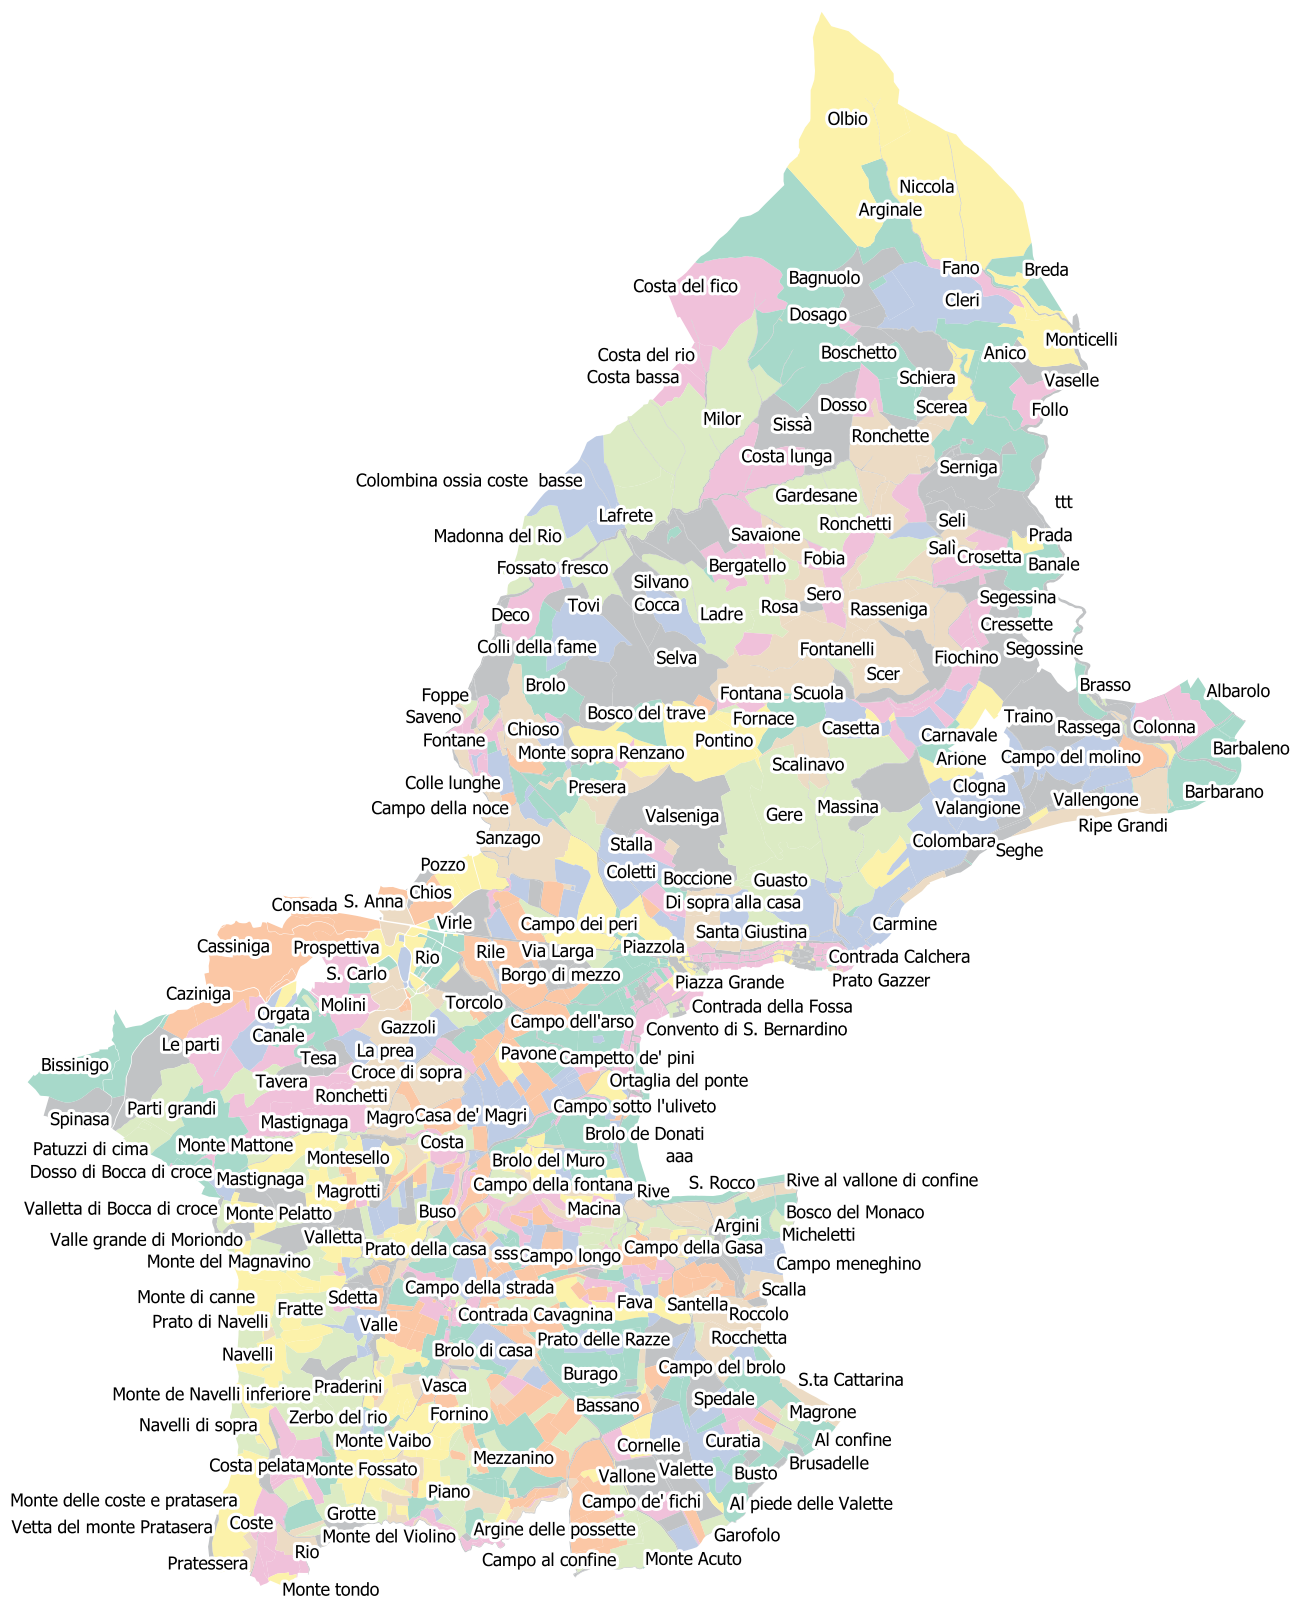 Olbio
Niccola
Arginale
Fano
Breda
Bagnuolo
Costa del fico
Cleri
Dosago
Monticelli
Costa del rio
Boschetto
Anico
Costa bassa
Schiera
Vaselle
Dosso
Scerea
Follo
Milor
Sissà
Ronchette
Costa lunga
Serniga
Colombina ossia coste  basse
Gardesane
ttt
Lafrete
Ronchetti
Seli
Madonna del Rio
Savaione
Prada
Salì
Crosetta
Fobia
Bergatello
Banale
Fossato fresco
Silvano
Sero
Segessina
Tovi
Cocca
Ladre
Rosa
Rasseniga
Deco
Cressette
Colli della fame
Fontanelli
Segossine
Selva
Fiochino
Scer
Brolo
Brasso
Foppe
Fontana
Scuola
Albarolo
Saveno
Bosco del trave
Fornace
Traino
Chioso
Casetta
Rassega
Colonna
Fontane
Pontino
Carnavale
Monte sopra Renzano
Barbaleno
Scalinavo
Arione
Campo del molino
Colle lunghe
Presera
Clogna
Barbarano
Campo della noce
Valseniga
Gere
Massina
Valangione
Vallengone
Ripe Grandi
Sanzago
Stalla
Colombara
Seghe
Pozzo
Coletti
Boccione
Guasto
Chios
Consada
S. Anna
Di sopra alla casa
Virle
Campo dei peri
Santa Giustina
Carmine
Cassiniga
Prospettiva
Rio
Rile
Via Larga
Piazzola
Contrada Calchera
S. Carlo
Borgo di mezzo
Piazza Grande
Prato Gazzer
Caziniga
Molini
Torcolo
Contrada della Fossa
Orgata
Gazzoli
Campo dell'arso
Convento di S. Bernardino
Le parti
Canale
La prea
Pavone
Campetto de' pini
Bissinigo
Tesa
Croce di sopra
Tavera
Ortaglia del ponte
Ronchetti
Parti grandi
Campo sotto l'uliveto
Spinasa
Mastignaga
Magro
Casa de' Magri
Brolo de Donati
Patuzzi di cima
Monte Mattone
Costa
aaa
Montesello
Brolo del Muro
Dosso di Bocca di croce
Mastignaga
Magrotti
Campo della fontana
Rive
S. Rocco
Rive al vallone di confine
Valletta di Bocca di croce
Monte Pelatto
Buso
Macina
Bosco del Monaco
Argini
Micheletti
Valle grande di Moriondo
Valletta
Prato della casa
sss
Campo longo
Campo della Gasa
Monte del Magnavino
Campo meneghino
Campo della strada
Scalla
Monte di canne
Sdetta
Fratte
Fava
Santella
Contrada Cavagnina
Roccolo
Prato di Navelli
Valle
Prato delle Razze
Rocchetta
Navelli
Brolo di casa
Campo del brolo
Burago
S.ta Cattarina
Monte de Navelli inferiore
Praderini
Vasca
Spedale
Bassano
Navelli di sopra
Zerbo del rio
Fornino
Magrone
Monte Vaibo
Cornelle
Curatia
Al confine
Costa pelata
Monte Fossato
Mezzanino
Vallone
Valette
Busto
Brusadelle
Monte delle coste e pratasera
Piano
Campo de' fichi
Al piede delle Valette
Vetta del monte Pratasera
Coste
Grotte
Monte del Violino
Argine delle possette
Garofolo
Pratessera
Rio
Campo al confine
Monte Acuto
Monte tondo